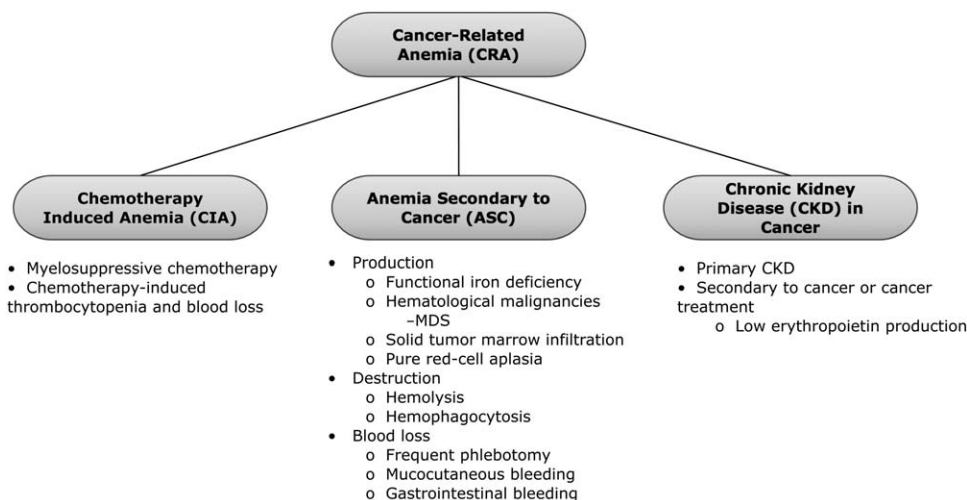 Cancer-Related
Anemia (CRA)
Chemotherapy
Induced Anemia (CIA)
• Myelosuppressive chemotherapy
• Chemotherapy-induced
thrombocytopenia and blood loss
Anemia Secondary to
Cancer (ASC)
• Production
o Functional iron deficiency
o Hematological malignancies
–MDS
o Solid tumor marrow infiltration
o Pure red-cell aplasia
• Destruction
o Hemolysis
o Hemophagocytosis
• Blood loss
o Frequent phlebotomy
o Mucocutaneous bleeding
o Gastrointestinal bleeding
Chronic Kidney
Disease (CKD) in
Cancer
• Primary CKD
• Secondary to cancer or cancer
treatment
o Low erythropoietin production